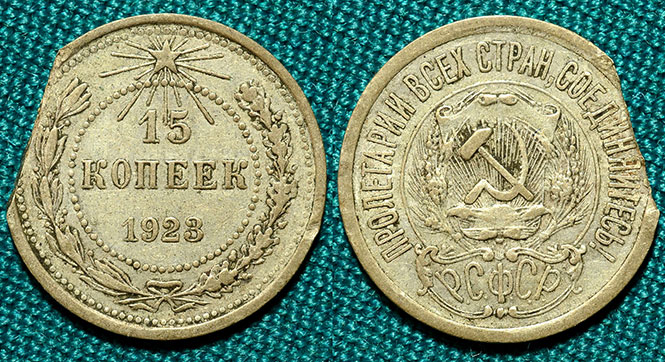 15
КОПЕЕК
1923
ПРОЛЕТАРИИ ВСЕХ СТРАН, СОЕДИНЯЙТЕСЬ!
РСФСР